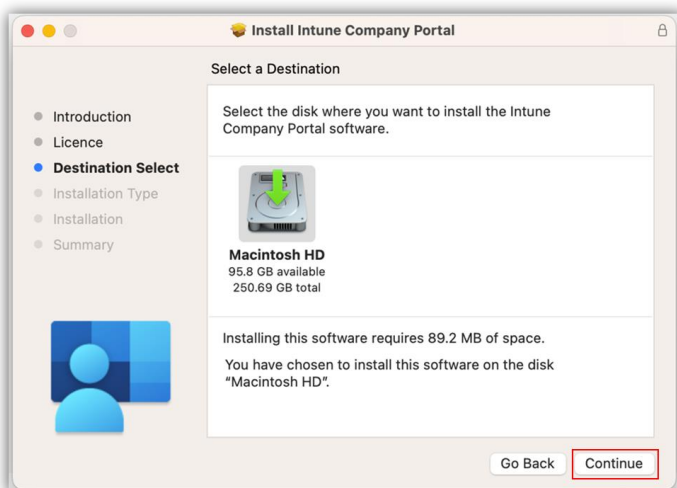 Install Intune Company Portal
Select a Destination
Introduction
Licence
Destination Select
Installation Type
Installation
Summary
Select the disk where you want to install the Intune
Company Portal software.
Macintosh HD
95.8 GB available
250.69 GB total
Installing this software requires 89.2 MB of space.
You have chosen to install this software on the disk
“Macintosh HD”.
Go Back
Continue